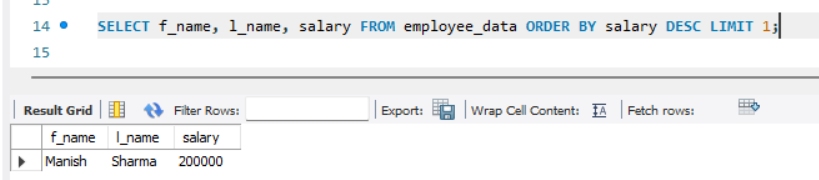 14 SELECT f_name, l_name, salary FROM employee_data ORDER BY salary DESC LIMIT 1;
15
Result Grid Filter Rows: Export: Wrap Cell Content: Fetch rows:
f_name l_name salary
Manish Sharma 200000